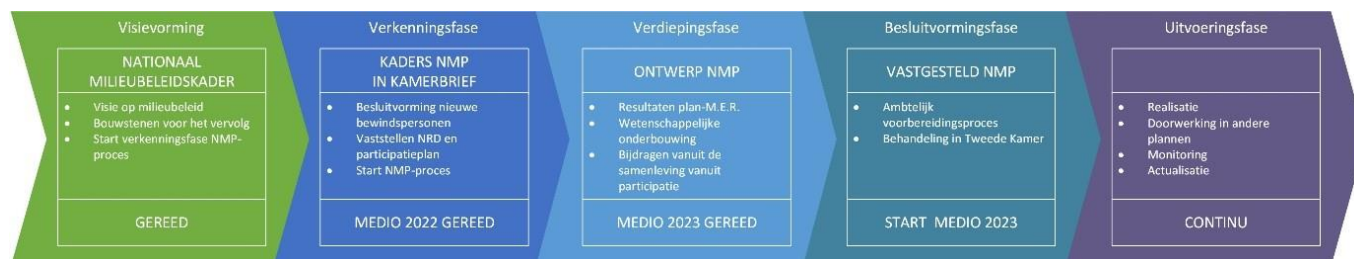 Visievorming
NATIONAAL
MILIEUBELEIDSKADER
• Visie op milieubeleid
• Bouwstenen voor het vervolg
• Start verkenningsfase NMP-
proces
GEREED
Verkenningsfase
KADERS NMP
IN KAMERBRIEF
• Besluitvorming nieuwe
bewindspersonen
• Vaststellen NRD en
participatieplan
• Start NMP-proces
MEDIO 2022 GEREED
Verdiepingsfase
ONTWERP NMP
• Resultaten plan-M.E.R.
• Wetenschappelijke
onderbouwing
• Bijdragen vanuit de
samenleving vanuit
participatie
MEDIO 2023 GEREED
Besluitvormingsfase
VASTGESTELD NMP
• Ambtelijk
voorbereidingsproces
• Behandeling in Tweede Kamer
START MEDIO 2023
Uitvoeringsfase
• Realisatie
• Doorwerking in andere
plannen
• Monitoring
• Actualisatie
CONTINU